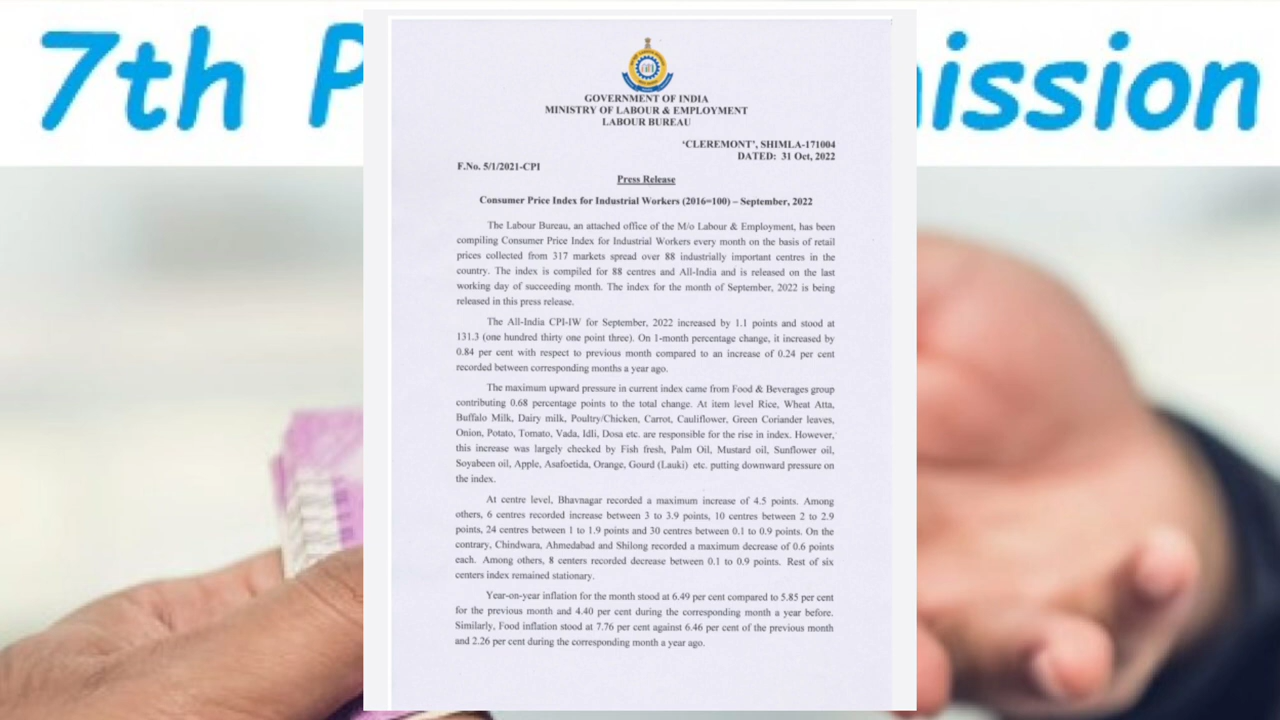 7th P
ission
GOVERNMENT OF INDIA
MINISTRY OF LABOUR & EMPLOYMENT
LABOUR BUREAU
'CLEREMONT', SHIMLA-171004
DATED: 31 Oct, 2022
F.No. 5/1/2021-CPI
Press Release
Consumer Price Index for Industrial Workers (2016=100) – September, 2022
The Labour Bureau, an attached office of the M/o Labour & Employment, has been
compiling Consumer Price Index for Industrial Workers every month on the basis of retail
prices collected from 317 markets spread over 88 industrially important centres in the
country. The index is compiled for 88 centres and All-India and is released on the last
working day of succeeding month. The index for the month of September, 2022 is being
released in this press release.
The All-India CPI-IW for September, 2022 increased by 1.1 points and stood at
131.3 (one hundred thirty one point three). On 1-month percentage change, it increased by
0.84 per cent with respect to previous month compared to an increase of 0.24 per cent
recorded between corresponding months a year ago.
The maximum upward pressure in current index came from Food & Beverages group
contributing 0.68 percentage points to the total change. At item level Rice, Wheat Atta,
Buffalo Milk, Dairy milk, Poultry/Chicken, Carrot, Cauliflower, Green Coriander leaves,
Onion, Potato, Tomato, Vada, Idli, Dosa etc. are responsible for the rise in index. However,
this increase was largely checked by Fish fresh, Palm Oil, Mustard oil, Sunflower oil,
Soyabeen oil, Apple, Asafoetida, Orange, Gourd (Lauki) etc. putting downward pressure on
the index.
At centre level, Bhavnagar recorded a maximum increase of 4.5 points. Among
others, 6 centres recorded increase between 3 to 3.9 points, 10 centres between 2 to 2.9
points, 24 centres between 1 to 1.9 points and 30 centres between 0.1 to 0.9 points. On the
contrary, Chindwara, Ahmedabad and Shilong recorded a maximum decrease of 0.6 points
each. Among others, 8 centers recorded decrease between 0.1 to 0.9 points. Rest of six
centers index remained stationary.
Year-on-year inflation for the month stood at 6.49 per cent compared to 5.85 per cent
for the previous month and 4.40 per cent during the corresponding month a year before.
Similarly, Food inflation stood at 7.76 per cent against 6.46 per cent of the previous month
and 2.26 per cent during the corresponding month a year ago.